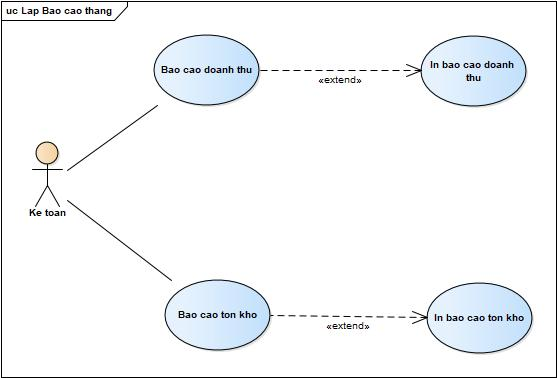 uc Lap Bao cao thang
Bao cao doanh thu
«extend»
In bao cao doanh
thu
Ke toan
Bao cao ton kho
«extend»
In bao cao ton kho